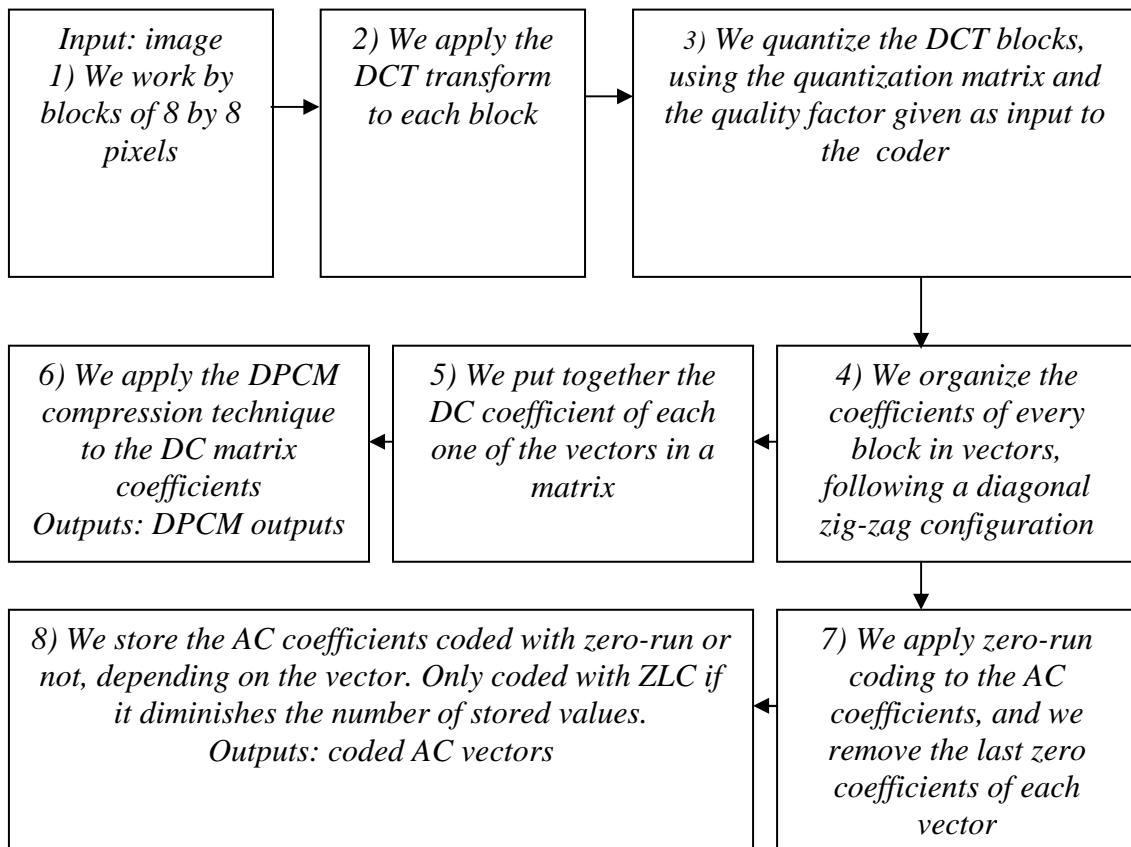 Input: image
1) We work by
blocks of 8 by 8
pixels
2) We apply the
DCT transform
to each block
3) We quantize the DCT blocks,
using the quantization matrix and
the quality factor given as input to
the coder
4) We organize the
coefficients of every
block in vectors,
following a diagonal
zig-zag configuration
5) We put together the
DC coefficient of each
one of the vectors in a
matrix
6) We apply the DPCM
compression technique
to the DC matrix
coefficients
Outputs: DPCM outputs
7) We apply zero-run
coding to the AC
coefficients, and we
remove the last zero
coefficients of each
vector
8) We store the AC coefficients coded with zero-run or
not, depending on the vector. Only coded with ZLC if
it diminishes the number of stored values.
Outputs: coded AC vectors